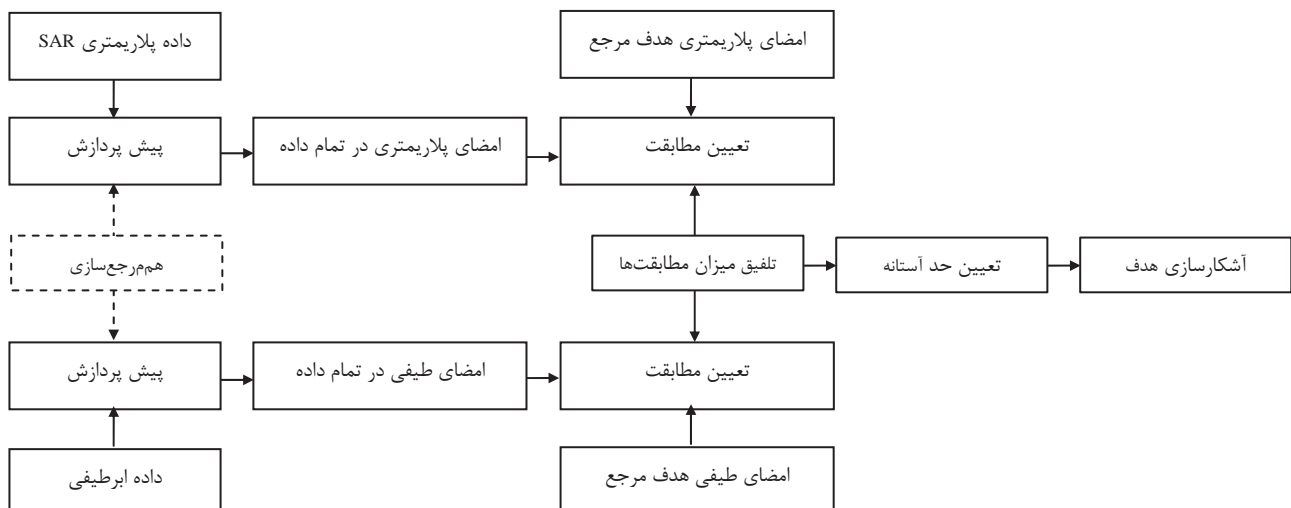 داده پلاریمتری SAR
امضای پلاریمتری هدف مرجع
پیش پردازش
امضای پلاریمتری در تمام داده
تعیین مطابقت
هم‌مرجع‌سازی
تلفیق میزان مطابقت‌ها
تعیین حد آستانه
آشکارسازی هدف
پیش پردازش
امضای طیفی در تمام داده
تعیین مطابقت
داده ابرطیفی
امضای طیفی هدف مرجع